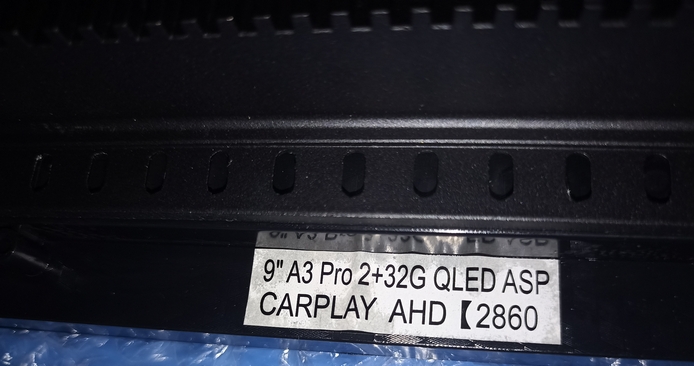 9" A3 Pro 2+32G QLED ASP
CARPLAY AHD【2860